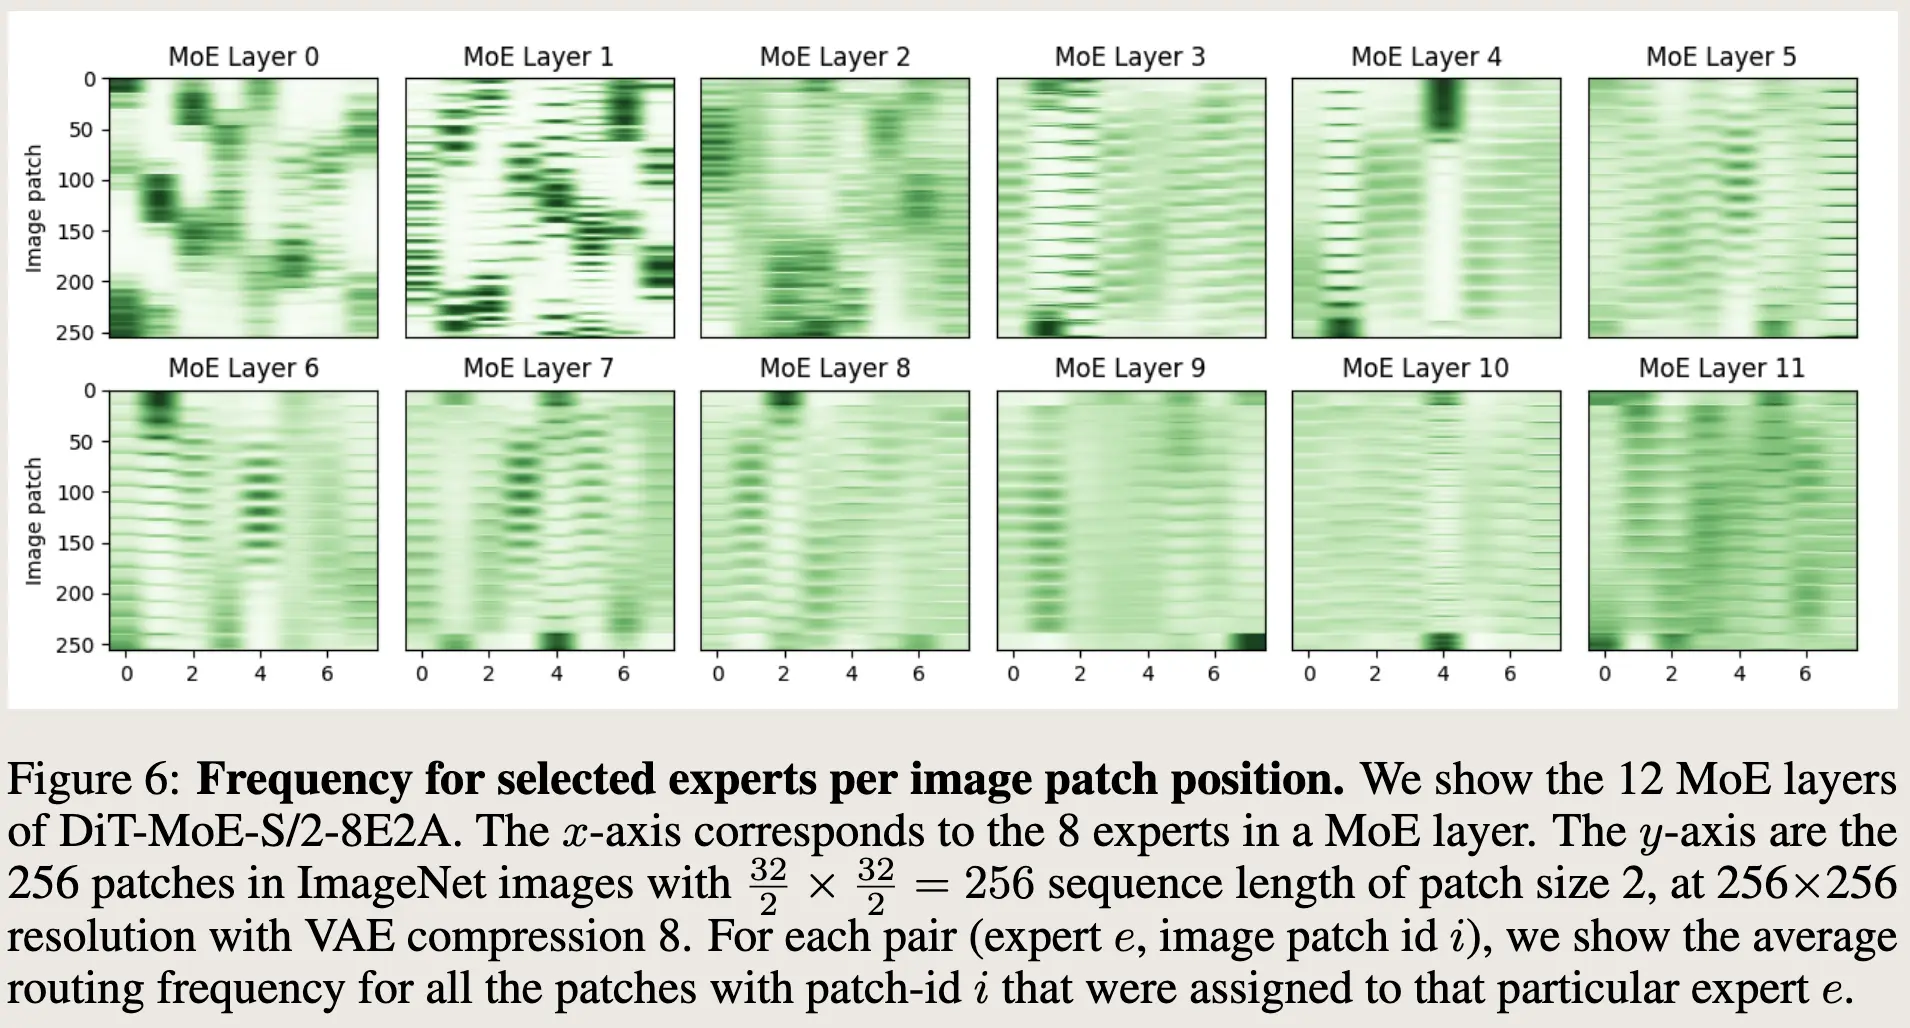 MoE Layer 0 MoE Layer 1 MoE Layer 2 MoE Layer 3 MoE Layer 4 MoE Layer 5
Image patch
0
50
100
150
200
250
MoE Layer 6 MoE Layer 7 MoE Layer 8 MoE Layer 9 MoE Layer 10 MoE Layer 11
Image patch
0
50
100
150
200
250
0 2 4 6 0 2 4 6 0 2 4 6 0 2 4 6 0 2 4 6 0 2 4 6
Figure 6: Frequency for selected experts per image patch position. We show the 12 MoE layers
of DiT-MoE-S/2-8E2A. The x-axis corresponds to the 8 experts in a MoE layer. The y-axis are the
256 patches in ImageNet images with 32/2 × 32/2 = 256 sequence length of patch size 2, at 256×256
resolution with VAE compression 8. For each pair (expert e, image patch id i), we show the average
routing frequency for all the patches with patch-id i that were assigned to that particular expert e.